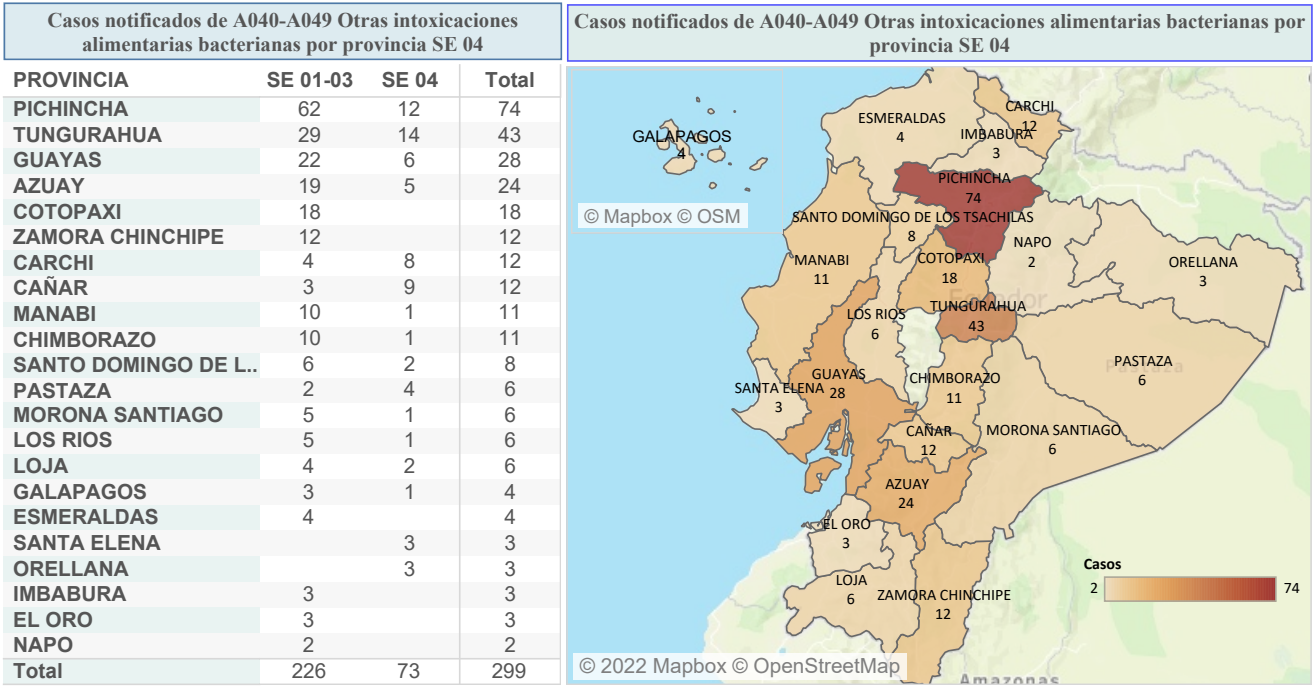 Casos notificados de A040-A049 Otras intoxicaciones
alimentarias bacterianas por provincia SE 04
PROVINCIA SE 01-03 SE 04 Total
PICHINCHA 62 12 74
TUNGURAHUA 29 14 43
GUAYAS 22 6 28
AZUAY 19 5 24
COTOPAXI 18 18
ZAMORA CHINCHIPE 12 12
CARCHI 4 8 12
CAÑAR 3 9 12
MANABI 10 1 11
CHIMBORAZO 10 1 11
SANTO DOMINGO DE L.. 6 2 8
PASTAZA 2 4 6
MORONA SANTIAGO 5 1 6
LOS RIOS 5 1 6
LOJA 4 2 6
GALAPAGOS 3 1 4
ESMERALDAS 4 4
SANTA ELENA 3 3
ORELLANA 3 3
IMBABURA 3 3
EL ORO 3 3
NAPO 2 2
Total 226 73 299
Casos notificados de A040-A049 Otras intoxicaciones alimentarias bacterianas por
provincia SE 04
CARCHI
12
ESMERALDAS
4
IMBABURA
3
GALAPAGOS
4
PICHINCHA
74
© Mapbox © OSM
SANTO DOMINGO DE LOS TSACHILAS
8
NAPO
2
MANABI
11
COTOPAXI
18
ORELLANA
3
Ecuador
TUNGURAHUA
43
LOS RIOS
6
PASTAZA
Pastaza
6
GUAYAS
28
CHIMBORAZO
11
SANTA ELENA
3
CAÑAR
12
MORONA SANTIAGO
6
AZUAY
24
EL ORO
3
LOJA
6
ZAMORA CHINCHIPE
12
Casos
2 74
© 2022 Mapbox © OpenStreetMap
Amazonas